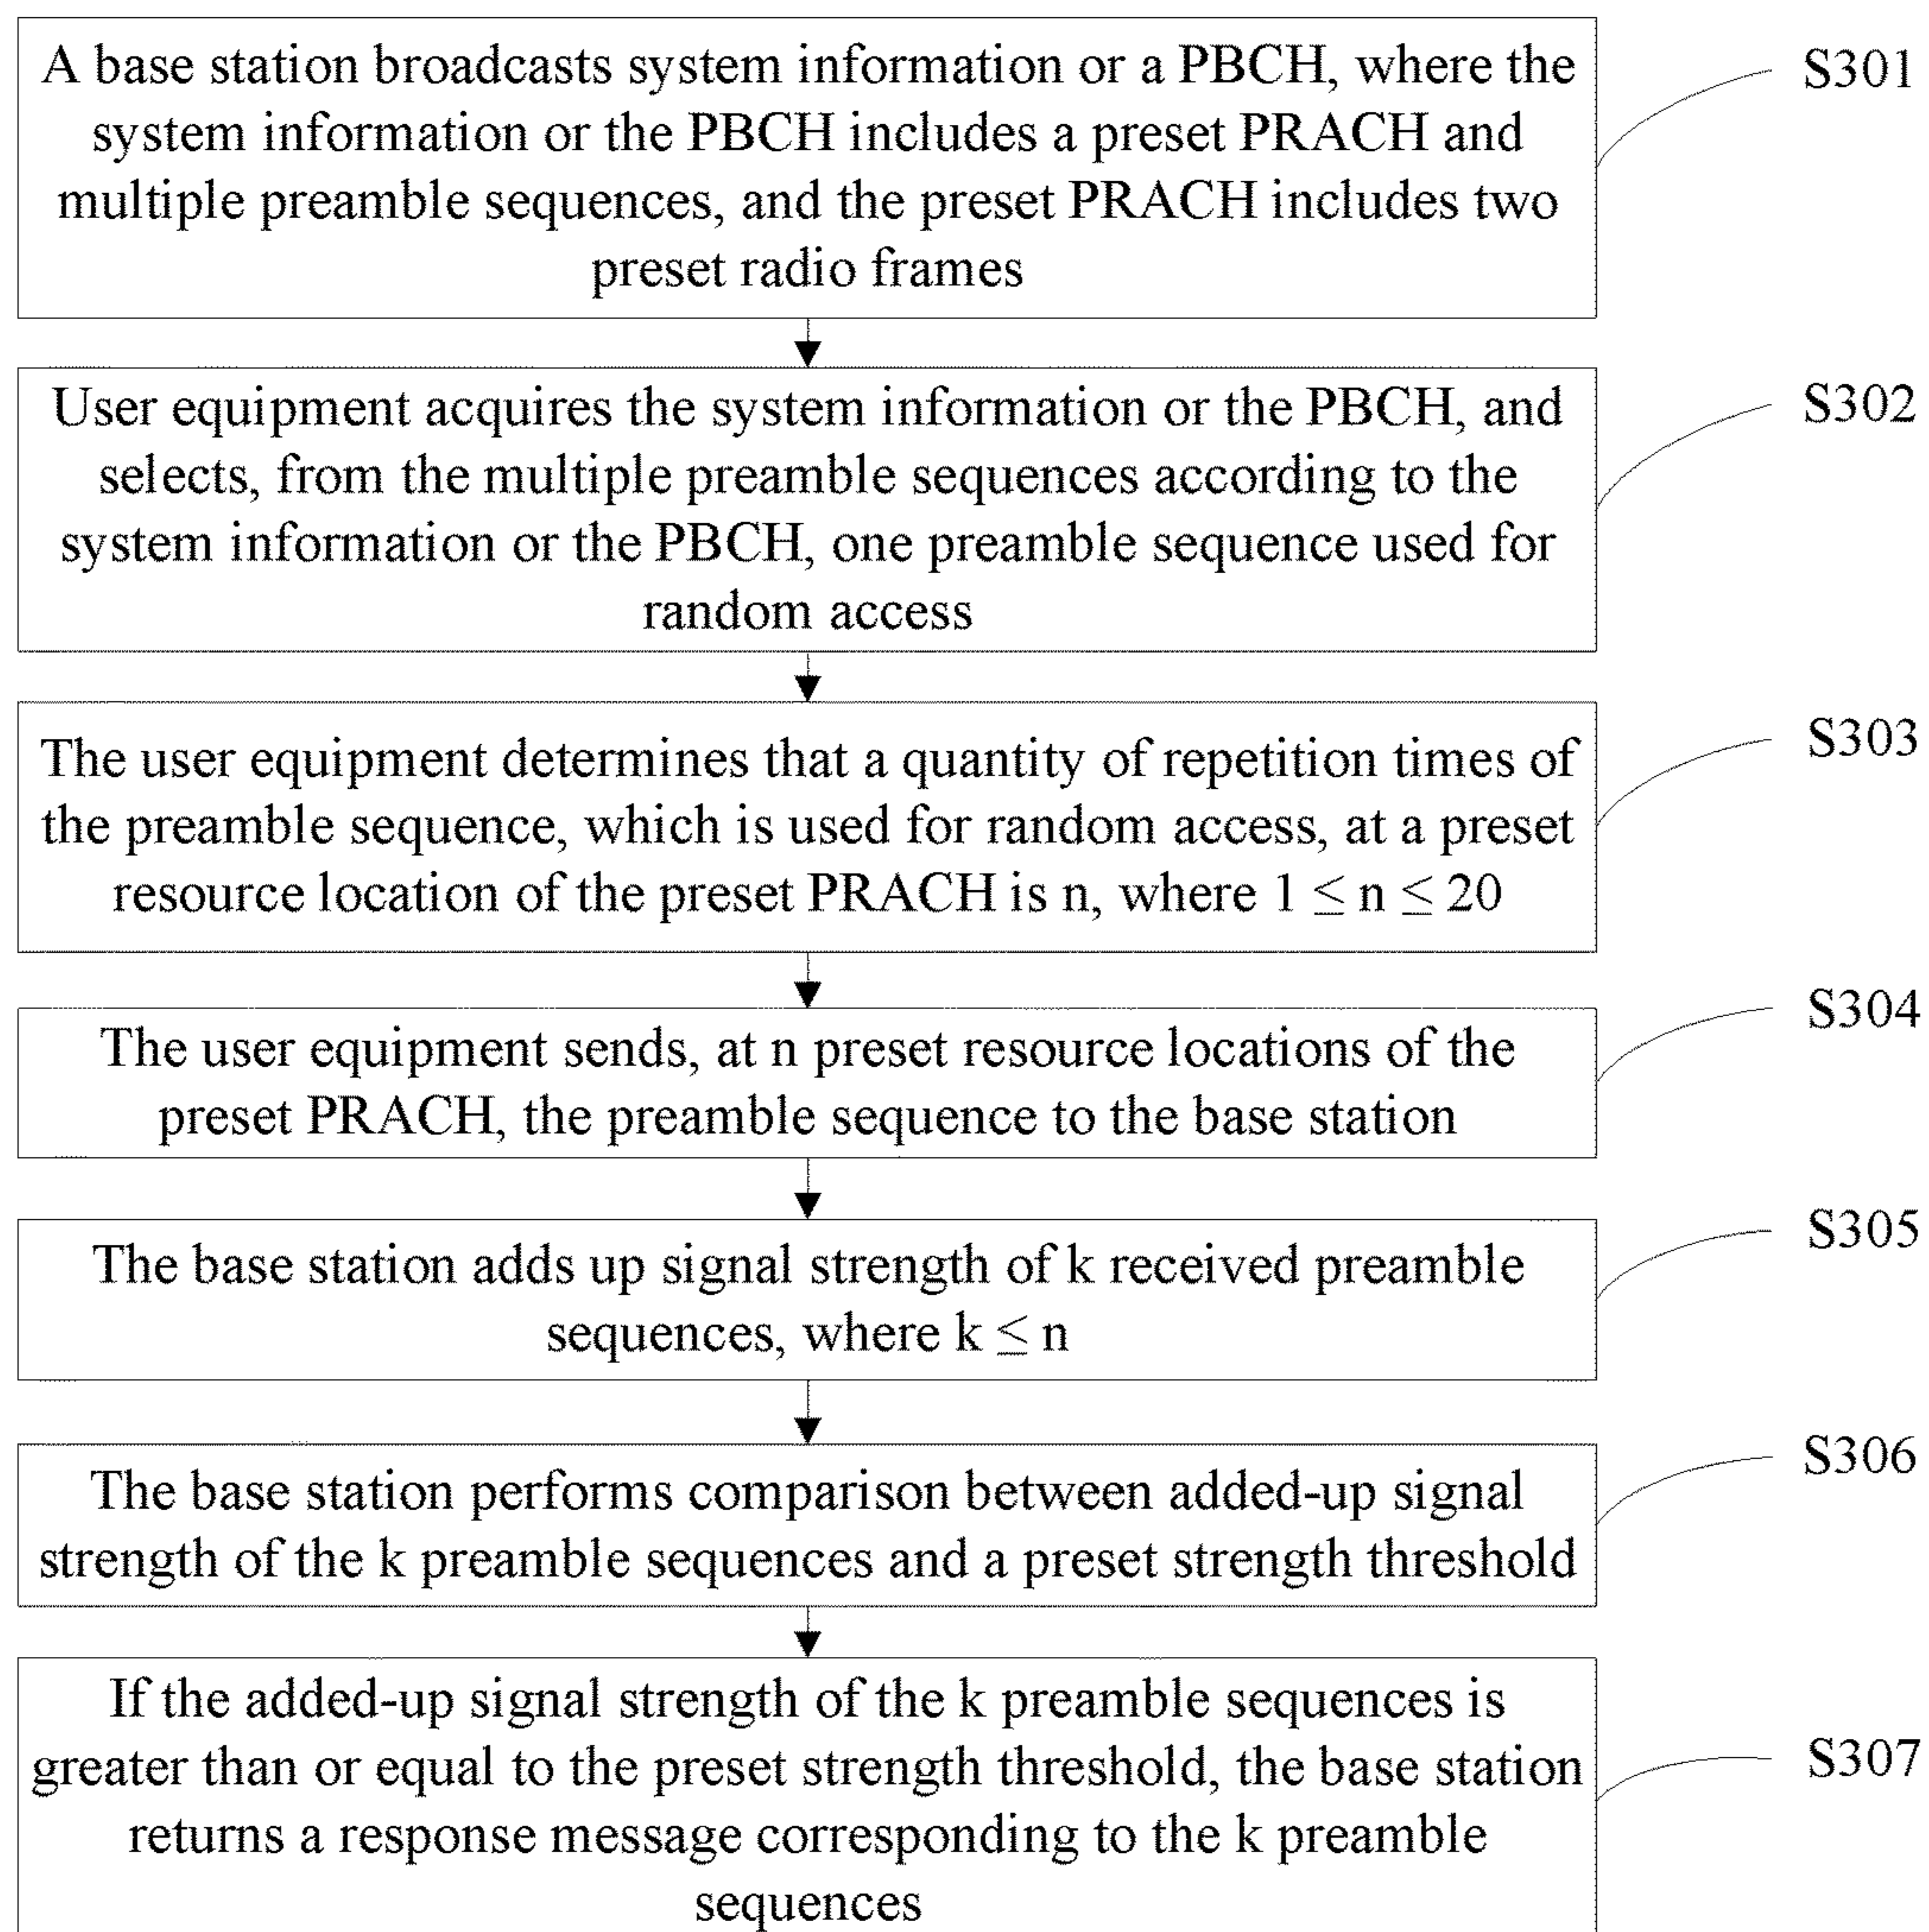 A base station broadcasts system information or a PBCH, where the
system information or the PBCH includes a preset PRACH and
multiple preamble sequences, and the preset PRACH includes two
preset radio frames
S301
User equipment acquires the system information or the PBCH, and
selects, from the multiple preamble sequences according to the
system information or the PBCH, one preamble sequence used for
random access
S302
The user equipment determines that a quantity of repetition times of
the preamble sequence, which is used for random access, at a preset
resource location of the preset PRACH is n, where 1 ≤ n ≤ 20
S303
The user equipment sends, at n preset resource locations of the
preset PRACH, the preamble sequence to the base station
S304
The base station adds up signal strength of k received preamble
sequences, where k ≤ n
S305
The base station performs comparison between added-up signal
strength of the k preamble sequences and a preset strength threshold
S306
If the added-up signal strength of the k preamble sequences is
greater than or equal to the preset strength threshold, the base station
returns a response message corresponding to the k preamble
sequences
S307